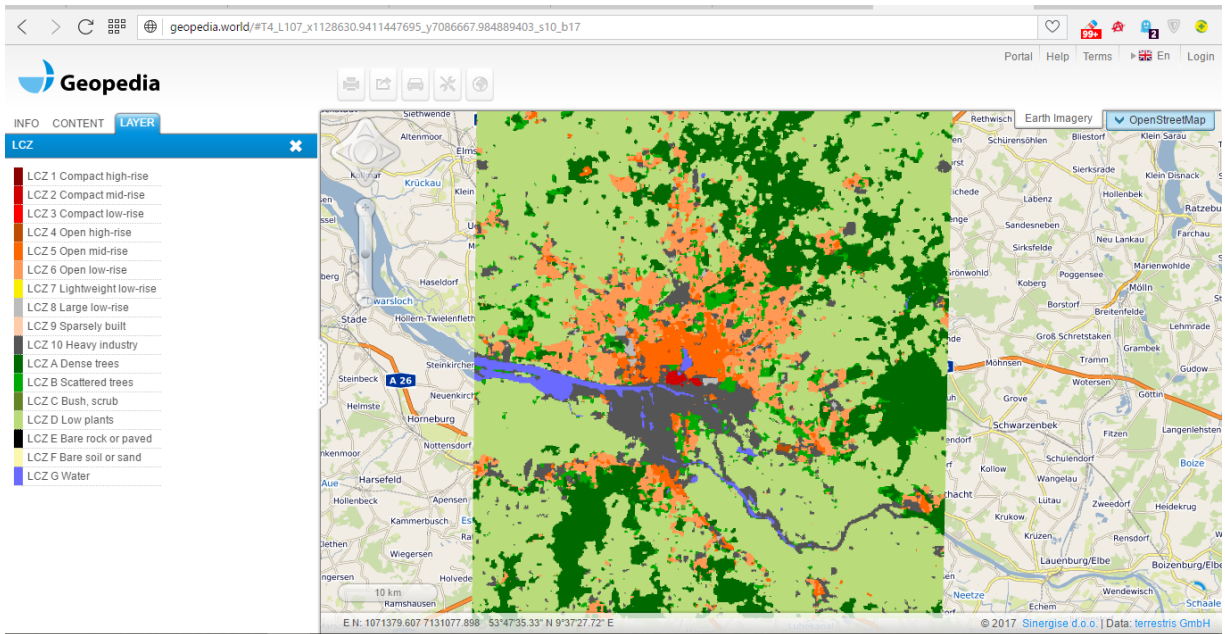 geopedia.world/#T4_L107_x1128630.9411447695_y7086667.984889403_s10_b17
99+
2
Portal Help Terms En Login
Geopedia
INFO CONTENT LAYER
LCZ
LCZ 1 Compact high-rise
LCZ 2 Compact mid-rise
LCZ 3 Compact low-rise
LCZ 4 Open high-rise
LCZ 5 Open mid-rise
LCZ 6 Open low-rise
LCZ 7 Lightweight low-rise
LCZ 8 Large low-rise
LCZ 9 Sparsely built
LCZ 10 Heavy industry
LCZ A Dense trees
LCZ B Scattered trees
LCZ C Bush, scrub
LCZ D Low plants
LCZ E Bare rock or paved
LCZ F Bare soil or sand
LCZ G Water
Earth Imagery
OpenStreetMap
Siethwende
Altenmoor
Krückau
Haseldorf
Stade
Hollern-Twielenfleth
Steinkirchen
Steinbeck
A 26
Helmste
Horneburg
Nottensdorf
Aue
Harsefeld
Hollenbeck
Apensen
Kammerbusch
Wiegersen
Ramshausen
10 km
Rethwisch
Schürensöhlen
Bliestorf
Klein Sarau
Sierksrade
Klein Disnack
Labenz
Hollenbek
Sandesneben
Neu Lankau
Farchau
Sirksfelde
Marienwohlde
Poggensee
Koberg
Mölln
Borstorf
Breitenfelde
Lehmrade
Groß Schretstaken
Grambek
Möhnsen
Tramm
Gudow
Wotersen
Grove
Göttin
Schwarzenbek
Fitzen
Langenlehsten
Schulendorf
Boize
Kollow
Wangelau
Lütau
Zweedorf
Heidekrug
Krukow
Krüzen
Rensdorf
Lauenburg/Elbe
Boizenburg/Elbe
Neetze
Echem
Wendewisch
Schaale
E N: 1071379.607 7131077.898 53°47'35.33" N 9°37'27.72" E
© 2017 Sinergise d.o.o. | Data: terrestris GmbH